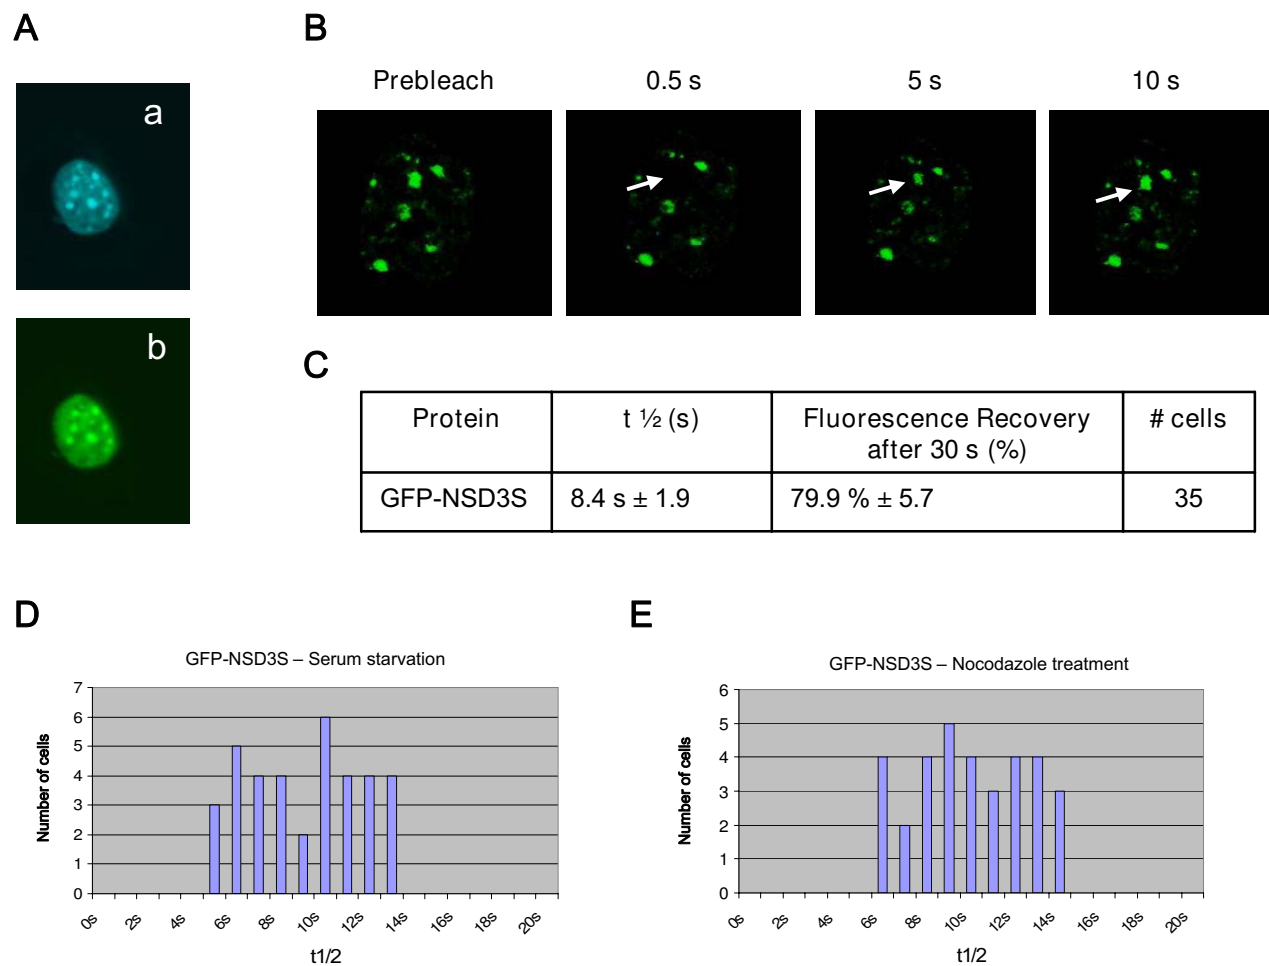 A
B
a
b
Prebleach 0.5 s 5 s 10 s
C
Protein t ½ (s) Fluorescence Recovery # cells
after 30 s (%)
GFP-NSD3S 8.4 s ± 1.9 79.9 % ± 5.7 35
D
GFP-NSD3S – Serum starvation
Number of cells
7
6
5
4
3
2
1
0
0s 2s 4s 6s 8s 10s 12s 14s 16s 18s 20s
t1/2
E
GFP-NSD3S – Nocodazole treatment
Number of cells
6
5
4
3
2
1
0
0s 2s 4s 6s 8s 10s 12s 14s 16s 18s 20s
t1/2